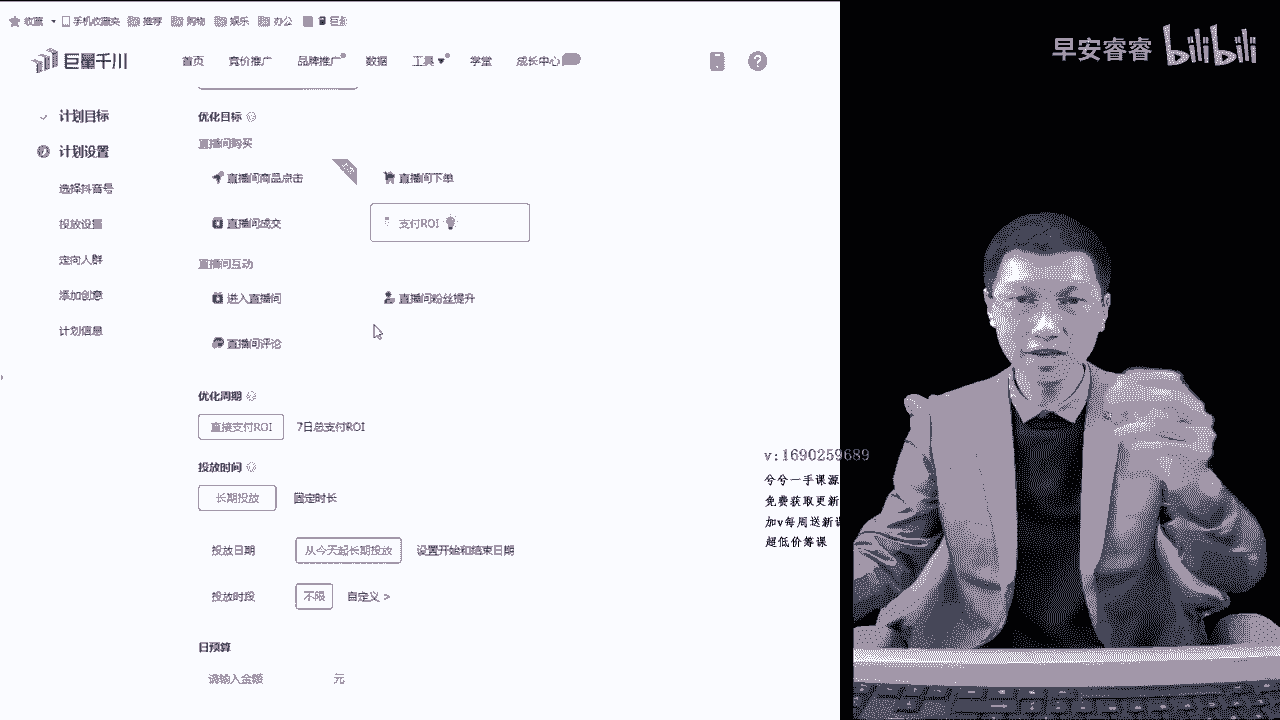 收藏 手机收藏夹 推荐 购物 娱乐 办公
巨量千川 首页 竞价推广 品牌推广 数据 工具 学堂 成长中心
早安睿睿 bilibili
计划目标
计划设置
选择抖音号
投放设置
定向人群
添加创意
计划信息
优化目标
直播间购买
直播间商品点击 直播间下单
直播间成交 支付ROI
直播间互动
进入直播间 直播间粉丝提升
直播间评论
优化周期
直接支付ROI 7日总支付ROI
投放时间
长期投放 固定时长
投放日期 从今天起长期投放 设置开始和结束日期
投放时段 不限 自定义 >
日预算
请输入金额 元
v:1690259689
兮兮一手课源
免费获取更新
加v每周送新课
超低价筹课